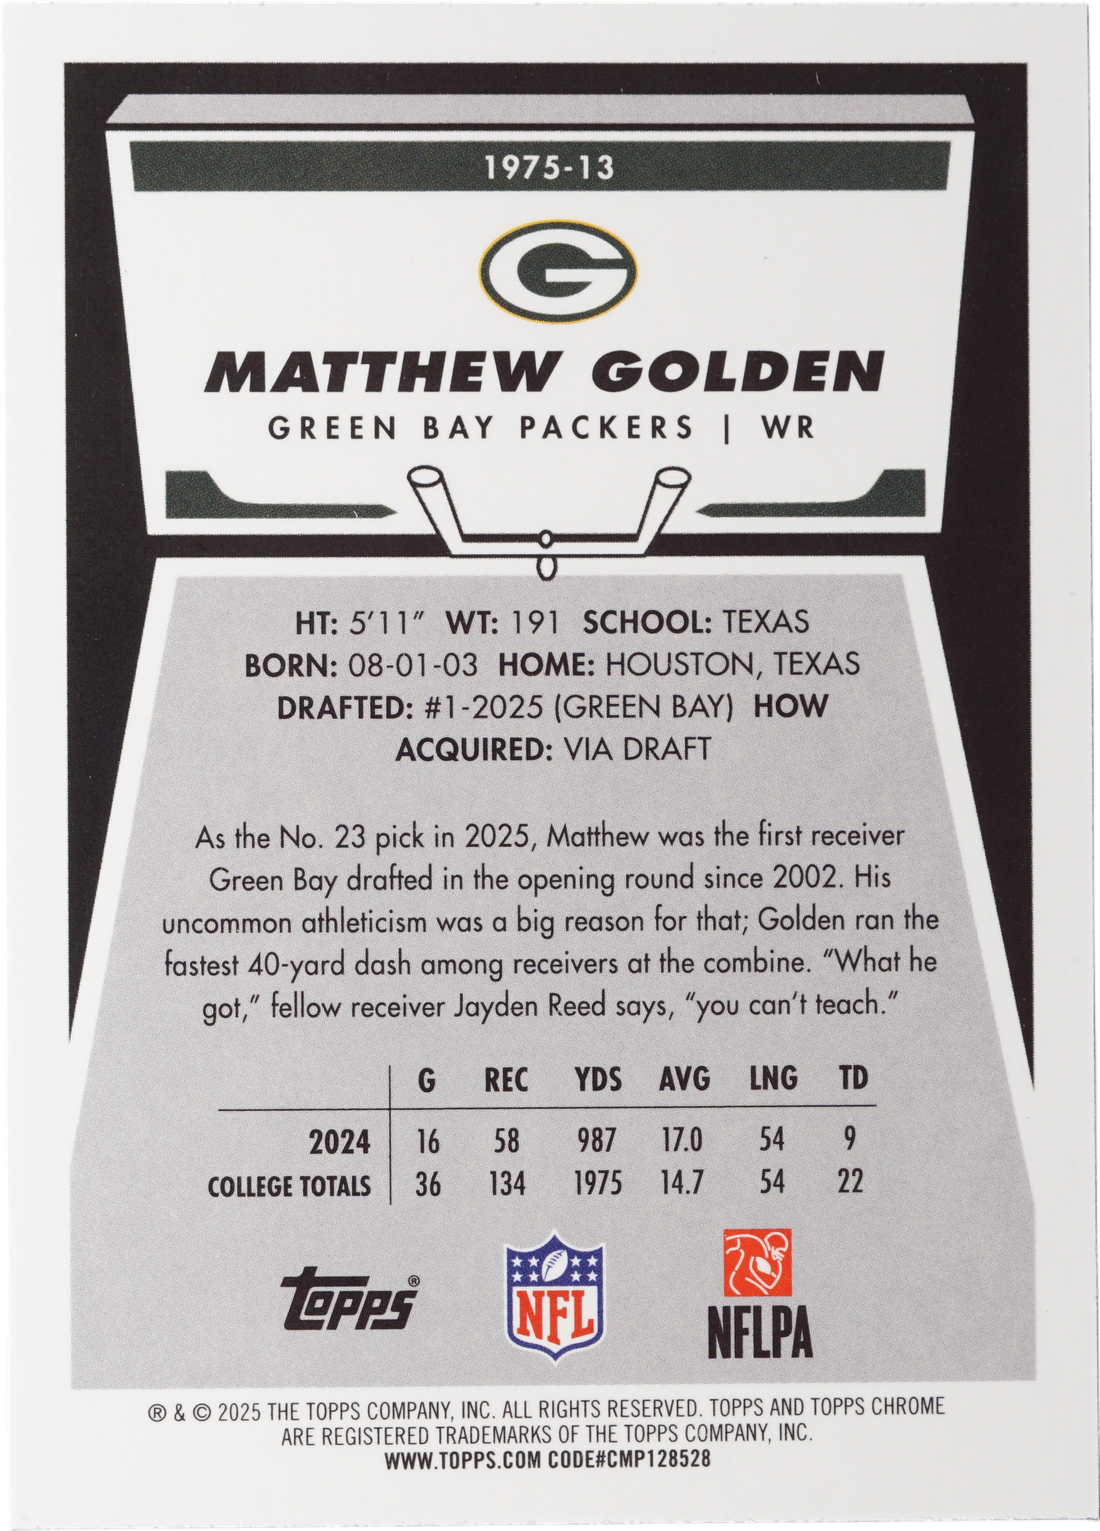 1975-13
G
MATTHEW GOLDEN
GREEN BAY PACKERS | WR
HT: 5'11" WT: 191 SCHOOL: TEXAS
BORN: 08-01-03 HOME: HOUSTON, TEXAS
DRAFTED: #1-2025 (GREEN BAY) HOW
ACQUIRED: VIA DRAFT
As the No. 23 pick in 2025, Matthew was the first receiver
Green Bay drafted in the opening round since 2002. His
uncommon athleticism was a big reason for that; Golden ran the
fastest 40-yard dash among receivers at the combine. “What he
got,” fellow receiver Jayden Reed says, “you can’t teach.”
G REC YDS AVG LNG TD
2024 16 58 987 17.0 54 9
COLLEGE TOTALS 36 134 1975 14.7 54 22
topps® NFL NFLPA
® & © 2025 THE TOPPS COMPANY, INC. ALL RIGHTS RESERVED. TOPPS AND TOPPS CHROME
ARE REGISTERED TRADEMARKS OF THE TOPPS COMPANY, INC.
WWW.TOPPS.COM CODE#CMP128528